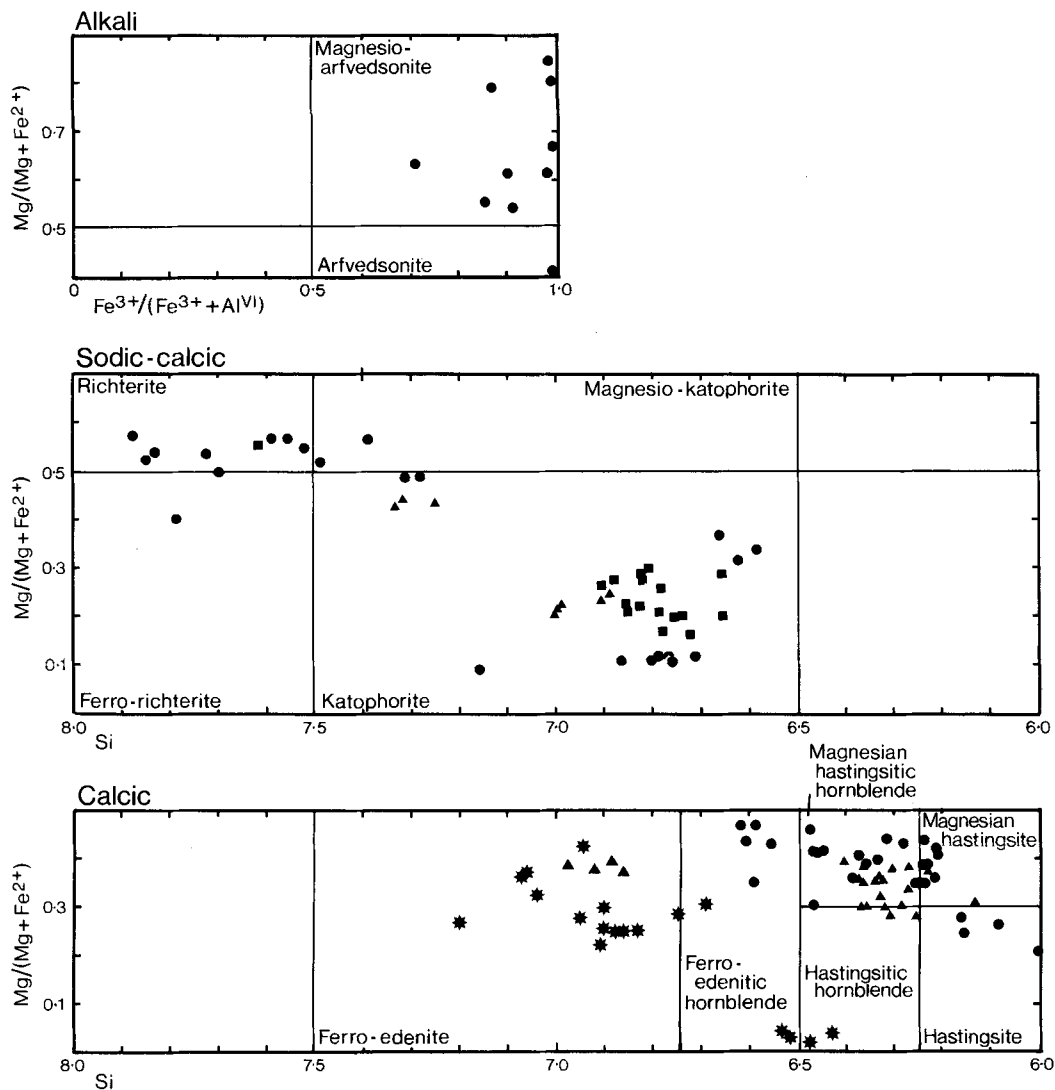 Alkali
Magnesio-
arfvedsonite
Mg/(Mg+Fe²⁺)
0·7
0·5
Arfvedsonite
0
0·5
1·0
Fe³⁺/(Fe³⁺+Alⱽᴵ)
Sodic-calcic
Richterite
Magnesio-katophorite
Mg/(Mg+Fe²⁺)
0·5
0·3
0·1
Ferro-richterite
Katophorite
8·0
7·5
7·0
6·5
6·0
Si
Calcic
Magnesian
hastingsitic
hornblende
Magnesian
hastingsite
Mg/(Mg+Fe²⁺)
0·3
0·1
Ferro-edenite
Ferro-
edenitic
hornblende
Hastingsitic
hornblende
Hastingsite
8·0
7·5
7·0
6·5
6·0
Si